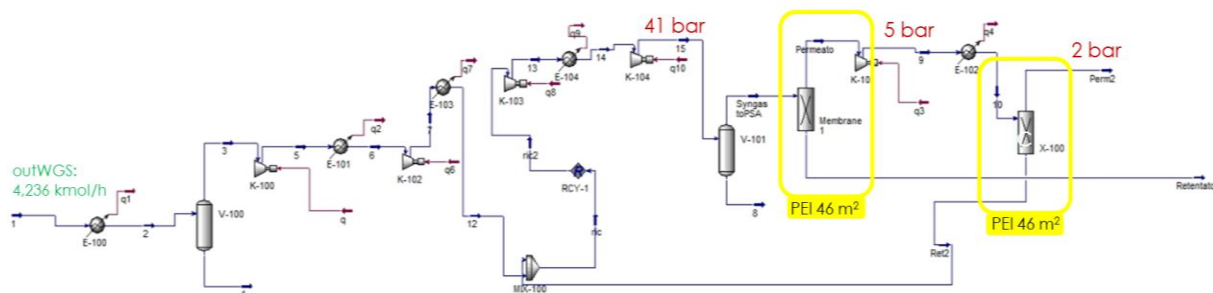 41 bar
5 bar
2 bar
q9
q4
q7
E-104
14
15
Permeato
9
13
K-104
q10
E-102
Perm2
K-103
q8
K-10
E-103
10
q2
7
Syngas
toPSA
Membrane
1
q3
X-100
outWGS:
4,236 kmol/h
3
5
E-101
6
K-102
q6
V-101
ric2
K-100
RCY-1
Retentato
q1
V-100
8
PEI 46 m²
PEI 46 m²
1
E-100
2
q
12
ric
Ret2
MIX-100